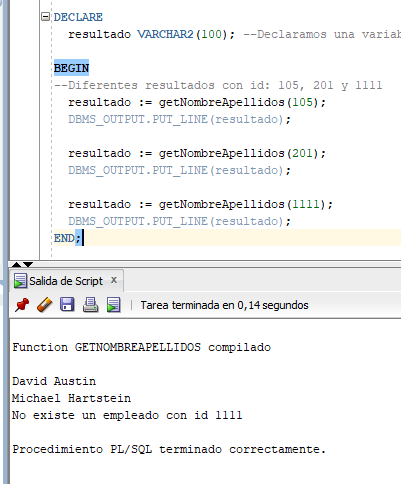 DECLARE
resultado VARCHAR2(100); --Declaramos una
BEGIN
--Diferentes resultados con id: 105, 201 y 1111
resultado := getNombreApellidos(105);
DBMS_OUTPUT.PUT_LINE(resultado);
resultado := getNombreApellidos(201);
DBMS_OUTPUT.PUT_LINE(resultado);
resultado := getNombreApellidos(1111);
DBMS_OUTPUT.PUT_LINE(resultado);
END;
Salida de Script x
Tarea terminada en 0,14 segundos
Function GETNOMBREAPELLIDOS compilado
David Austin
Michael Hartstein
No existe un empleado con id 1111
Procedimiento PL/SQL terminado correctamente.